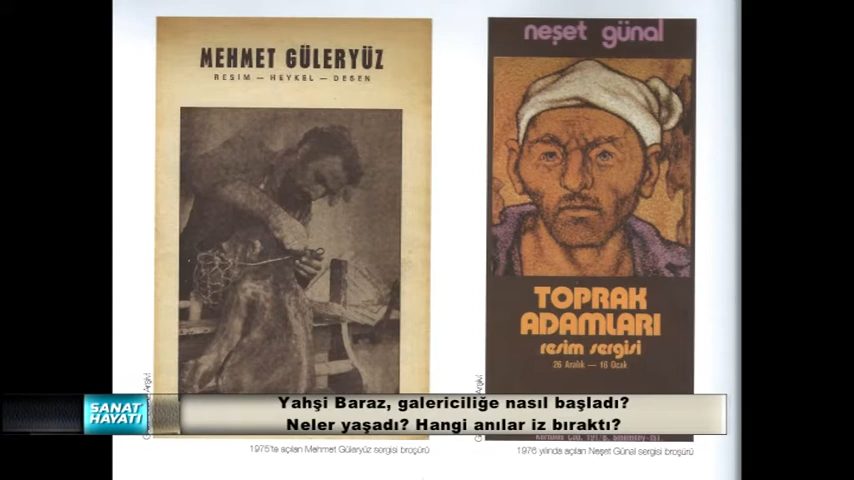 MEHMET GÜLERYÜZ
RESİM — HEYKEL — DESEN
neşet günal
TOPRAK
ADAMLARI
resim sergisi
26 Aralık — 16 Ocak
SANAT
HAYATI
Yahşi Baraz, galericiliğe nasıl başladı?
Neler yaşadı? Hangi anılar iz bıraktı?
1975'te açılan Mehmet Güleryüz sergisi broşürü
1976 yılında açılan Neşet Günal sergisi broşürü